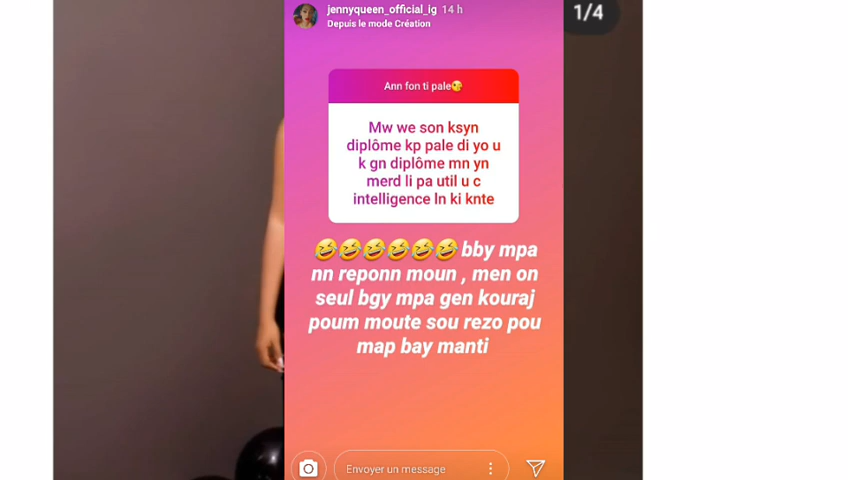 jennyqueen_official_ig 14 h
Depuis le mode Création
1/4
Ann fon ti pale😘
Mw we son ksyn
diplôme kp pale di yo u
k gn diplôme mn yn
merd li pa util u c
intelligence ln ki knte
🤣🤣🤣🤣🤣🤣 bby mpa
nn reponn moun , men on
seul bgy mpa gen kouraj
poum moute sou rezo pou
map bay manti
Envoyer un message